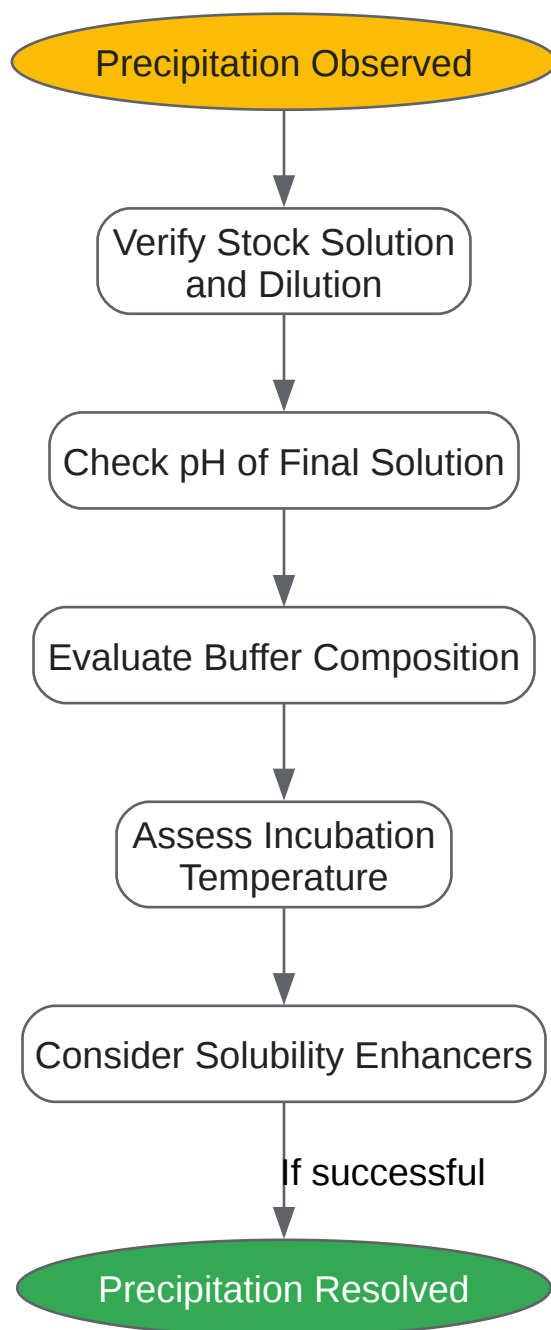 Precipitation Observed
Verify Stock Solution
and Dilution
Check pH of Final Solution
Evaluate Buffer Composition
Assess Incubation
Temperature
Consider Solubility Enhancers
If successful
Precipitation Resolved